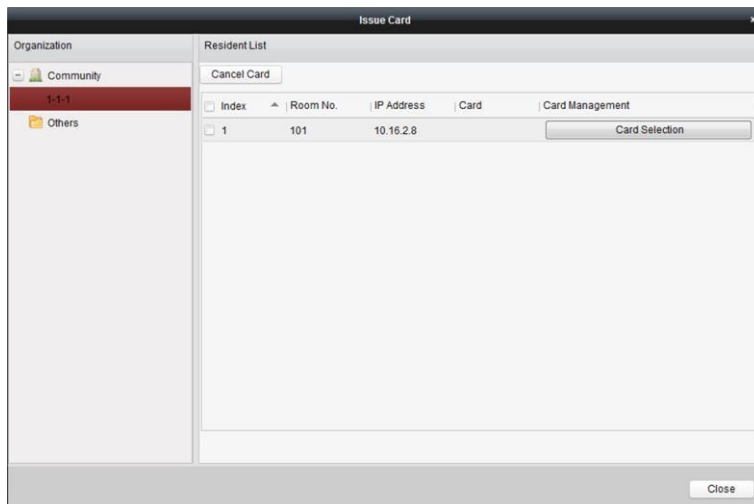 Issue Card
Organization
Resident List
Community
1-1-1
Others
Cancel Card
Index Room No. IP Address Card Card Management
1 101 10.16.2.8 Card Selection
Close